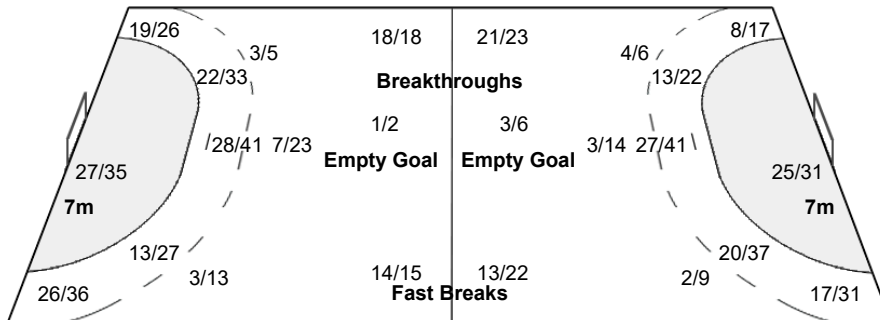 19/26 18/18 21/23 8/17
3/5 4/6
22/33 Breakthroughs 13/22
1/2 3/6
28/41 7/23 3/14 27/41
Empty Goal Empty Goal
27/35 25/31
7m 7m
13/27 20/37
3/13 14/15 13/22 2/9
26/36 Fast Breaks 17/31